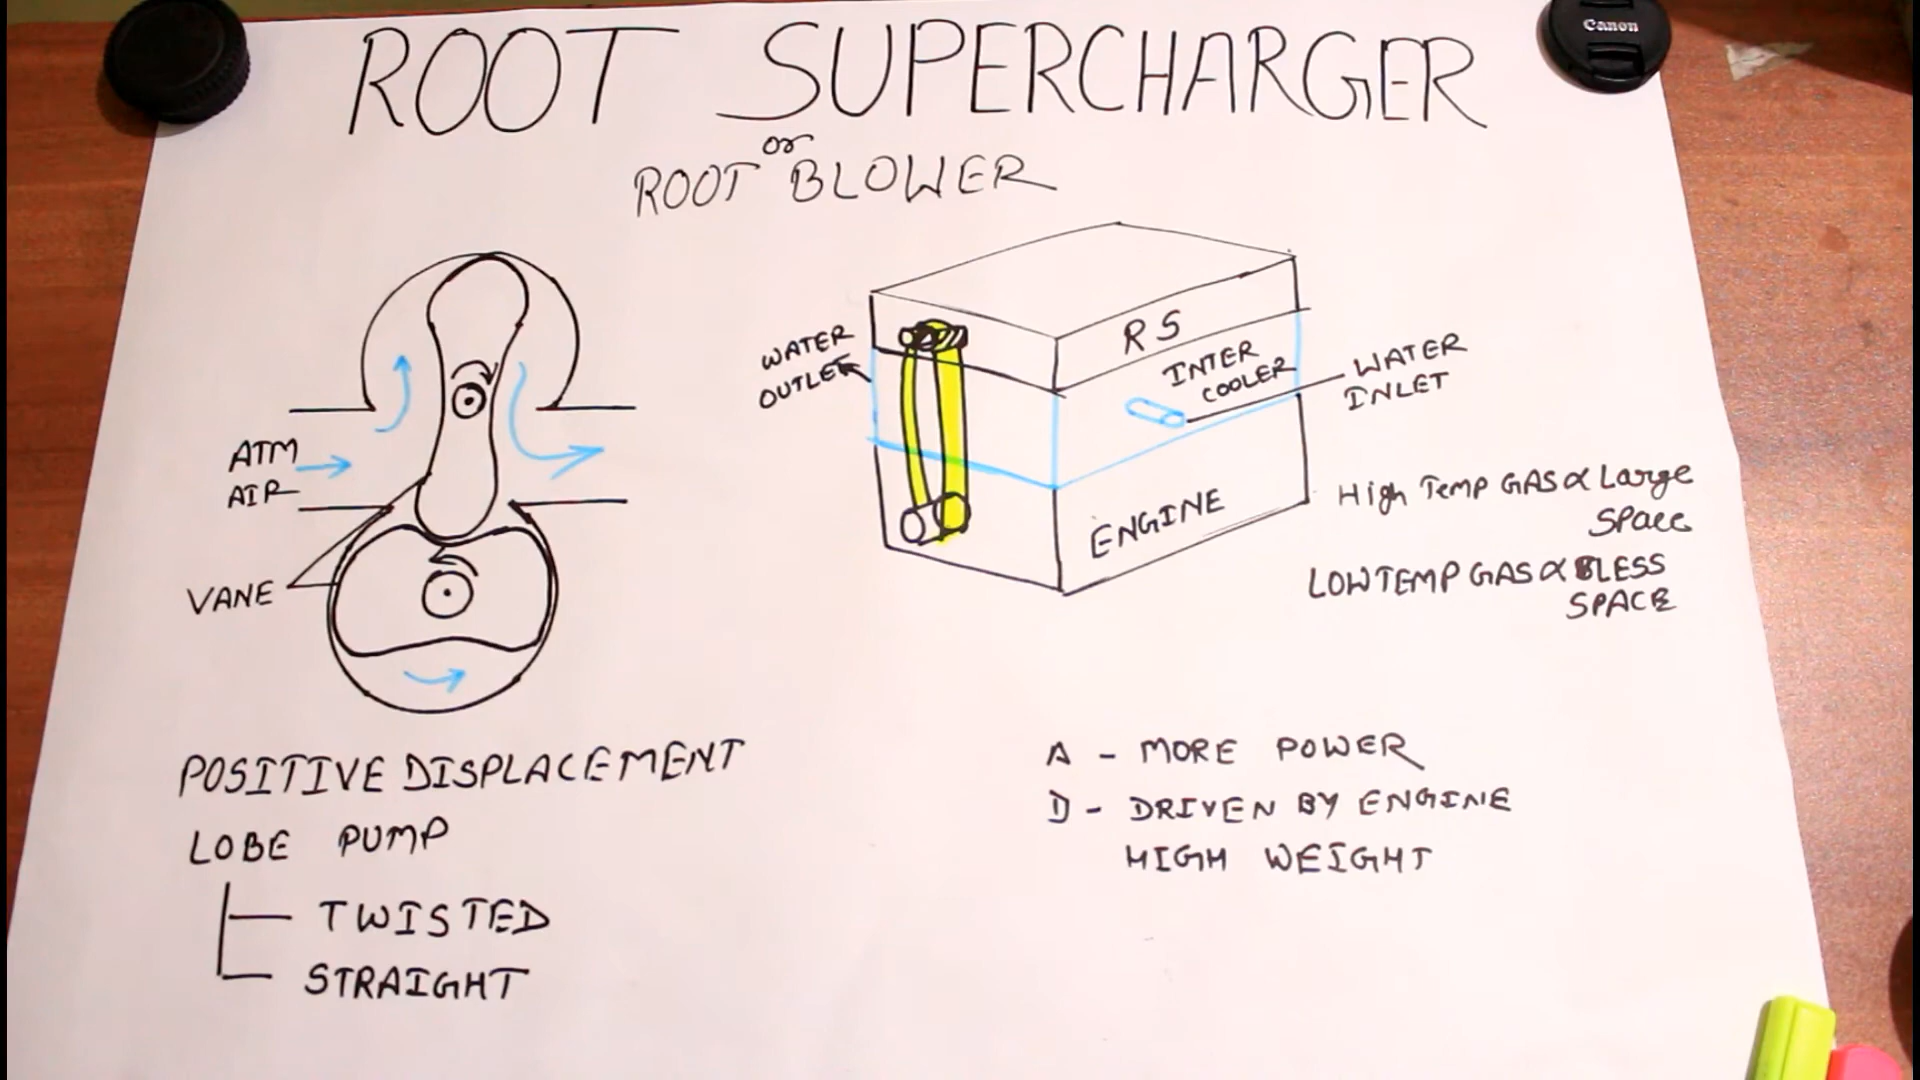 Canon
ROOT SUPERCHARGER
or
ROOT BLOWER
ATM
AIR
VANE
WATER
OUTLET
RS
INTER
COOLER
WATER
INLET
ENGINE
HIgh TEMP GAS ∝ Large
SPace
LOW TEMP GAS ∝ LESS
SPACE
POSITIVE DISPLACEMENT
LOBE PUMP
TWISTED
STRAIGHT
A - MORE POWER
D - DRIVEN BY ENGINE
HIGH WEIGHT